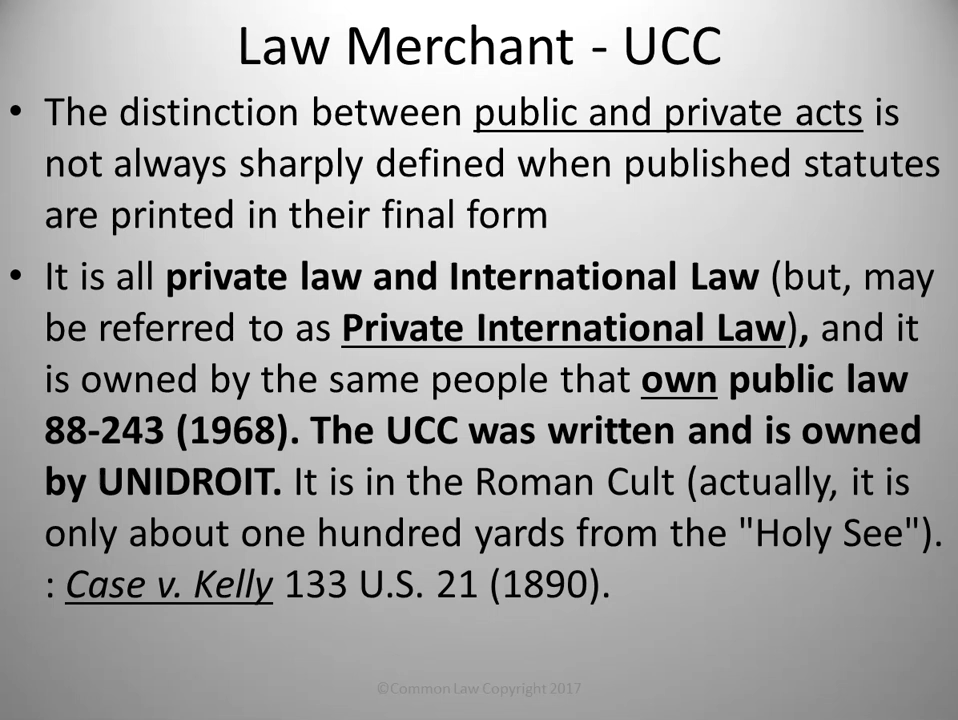 Law Merchant - UCC
• The distinction between public and private acts is
not always sharply defined when published statutes
are printed in their final form
• It is all private law and International Law (but, may
be referred to as Private International Law), and it
is owned by the same people that own public law
88-243 (1968). The UCC was written and is owned
by UNIDROIT. It is in the Roman Cult (actually, it is
only about one hundred yards from the "Holy See").
: Case v. Kelly 133 U.S. 21 (1890).
©Common Law Copyright 2017